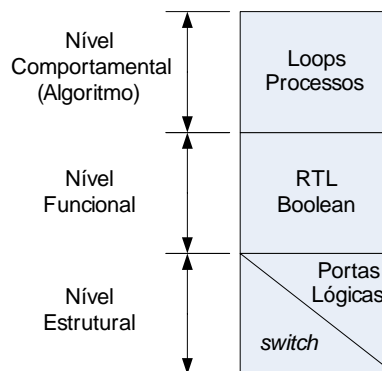 Nível
Comportamental
(Algoritmo)
Loops
Processos
Nível
Funcional
RTL
Boolean
Nível
Estrutural
Portas
Lógicas
switch